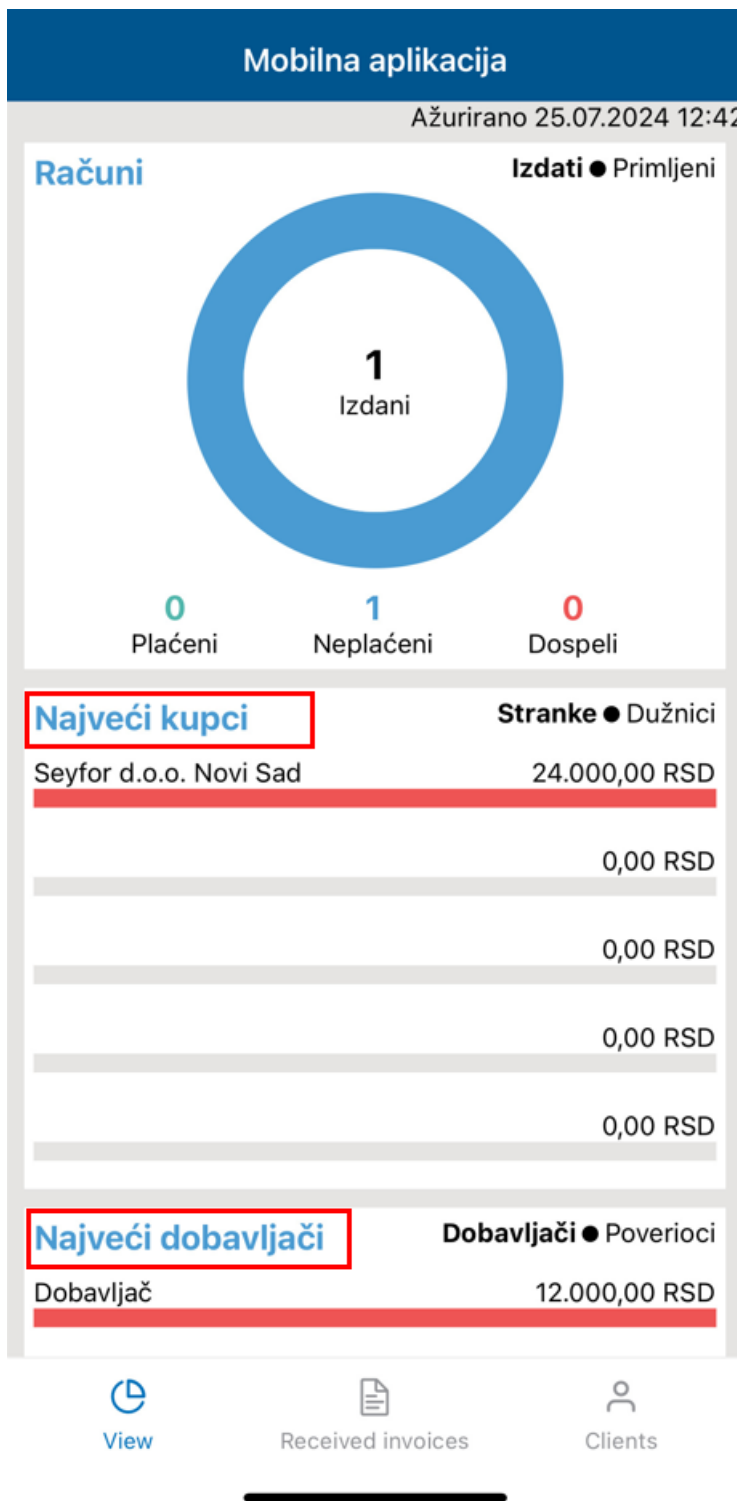 Mobilna aplikacija
Ažurirano 25.07.2024 12:42
Računi
Izdati ● Primljeni
1
Izdani
0 1 0
Plaćeni Neplaćeni Dospeli
Najveći kupci
Stranke ● Dužnici
Seyfor d.o.o. Novi Sad 24.000,00 RSD
0,00 RSD
0,00 RSD
0,00 RSD
0,00 RSD
Najveći dobavljači
Dobavljači ● Poverioci
Dobavljač 12.000,00 RSD
View Received invoices Clients